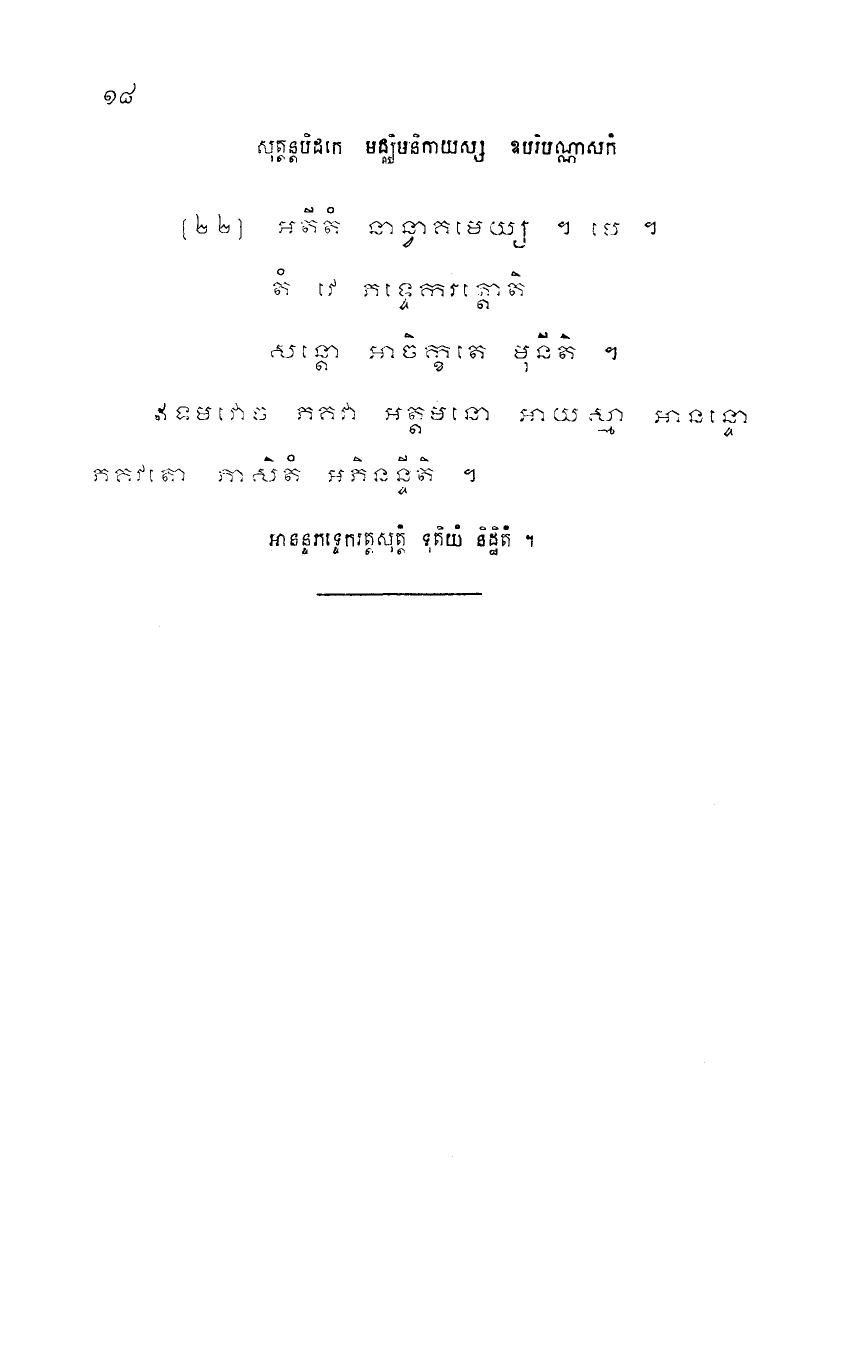 ១៨
សុត្តន្តបិដកេ មជ្ឈិមនិកាយស្ស ឧបរិបណ្ណាសកំ
[២២] អតីតំ នាន្វាគមេយ្យ ។ បេ ។
តំ វេ ភទ្ទេការត្តោតិ
សន្តោ អាចិក្ខតេ មុនីតិ ។
ឥទមវោច ភគវា អត្តមនោ អាយស្មា អានន្ទោ
ភគវតោ ភាសិតំ អភិនន្ទីតិ ។
អានន្ទភទ្ទេករត្តសុត្តំ ទុតិយំ និដ្ឋិតំ ។